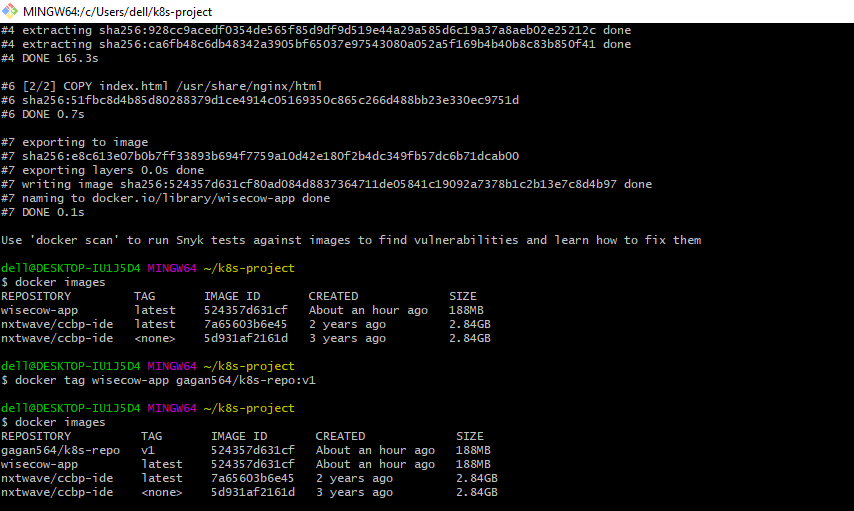 MINGW64:/c/Users/dell/k8s-project
#4 extracting sha256:928cc9acedf0354de565f85d9df9d519e44a29a585d6c19a37a8aeb02e25212c done
#4 extracting sha256:ca6fb48c6db48342a3905bf65037e97543080a052a5f169b4b40b8c83b850f41 done
#4 DONE 165.3s
#6 [2/2] COPY index.html /usr/share/nginx/html
#6 sha256:51fbc8d4b85d80288379d1ce4914c05169350c865c266d488bb23e330ec9751d
#6 DONE 0.7s
#7 exporting to image
#7 sha256:e8c613e07b0b7ff33893b694f7759a10d42e180f2b4dc349fb57dc6b71dcab00
#7 exporting layers 0.0s done
#7 writing image sha256:524357d631cf80ad084d8837364711de05841c19092a7378b1c2b13e7c8d4b97 done
#7 naming to docker.io/library/wisecow-app done
#7 DONE 0.1s
Use 'docker scan' to run Snyk tests against images to find vulnerabilities and learn how to fix them
dell@DESKTOP-IU1J5D4 MINGW64 ~/k8s-project
$ docker images
REPOSITORY TAG IMAGE ID CREATED SIZE
wisecow-app latest 524357d631cf About an hour ago 188MB
nxtwave/ccbp-ide latest 7a65603b6e45 2 years ago 2.84GB
nxtwave/ccbp-ide <none> 5d931af2161d 3 years ago 2.84GB
dell@DESKTOP-IU1J5D4 MINGW64 ~/k8s-project
$ docker tag wisecow-app gagan564/k8s-repo:v1
dell@DESKTOP-IU1J5D4 MINGW64 ~/k8s-project
$ docker images
REPOSITORY TAG IMAGE ID CREATED SIZE
gagan564/k8s-repo v1 524357d631cf About an hour ago 188MB
wisecow-app latest 524357d631cf About an hour ago 188MB
nxtwave/ccbp-ide latest 7a65603b6e45 2 years ago 2.84GB
nxtwave/ccbp-ide <none> 5d931af2161d 3 years ago 2.84GB